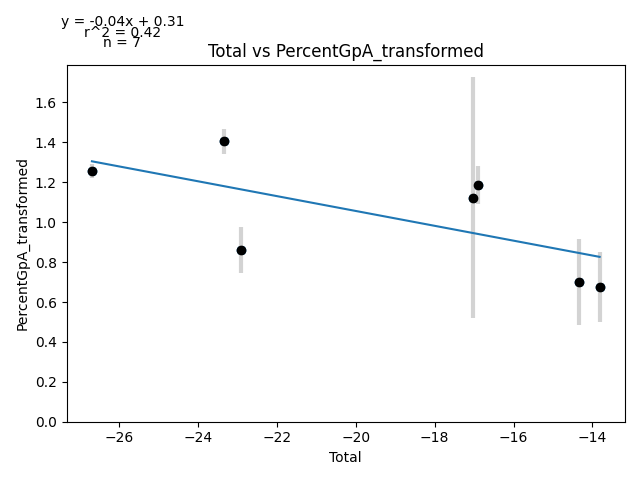 y = -0.04x + 0.31
r^2 = 0.42
n = 7
Total vs PercentGpA_transformed
PercentGpA_transformed
1.6
1.4
1.2
1.0
0.8
0.6
0.4
0.2
0.0
−26 −24 −22 −20 −18 −16 −14
Total